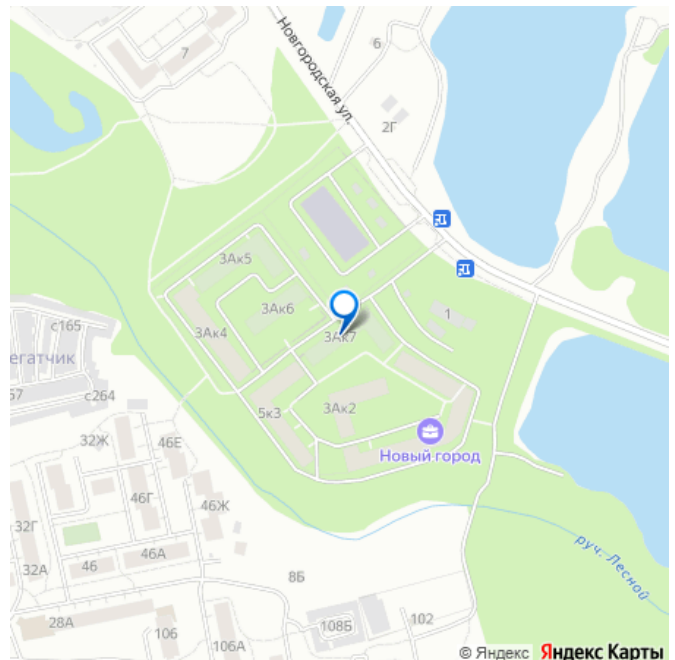 7
6
Новгородская ул.
2Г
3Ак5
3Ак6
3Ак4
3Ак7
1
с165
егатчик
57
с264
5к3
3Ак2
Новый город
32Ж
46Е
46Г
46Ж
32Г
46А
46
32А
8Б
руч. Лесной
28А
106
106А
108Б
102
© Яндекс Яндекс Карты